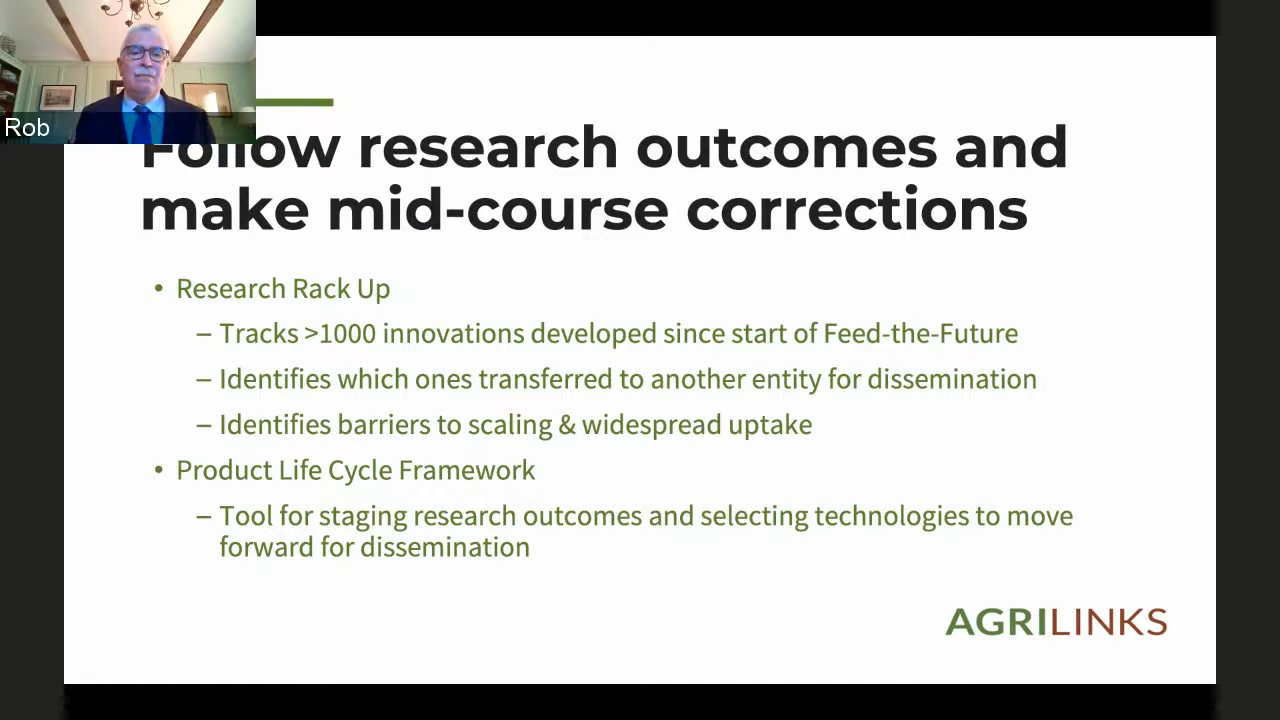 Rob
Follow research outcomes and
make mid-course corrections
• Research Rack Up
– Tracks >1000 innovations developed since start of Feed-the-Future
– Identifies which ones transferred to another entity for dissemination
– Identifies barriers to scaling & widespread uptake
• Product Life Cycle Framework
– Tool for staging research outcomes and selecting technologies to move
forward for dissemination
AGRILINKS